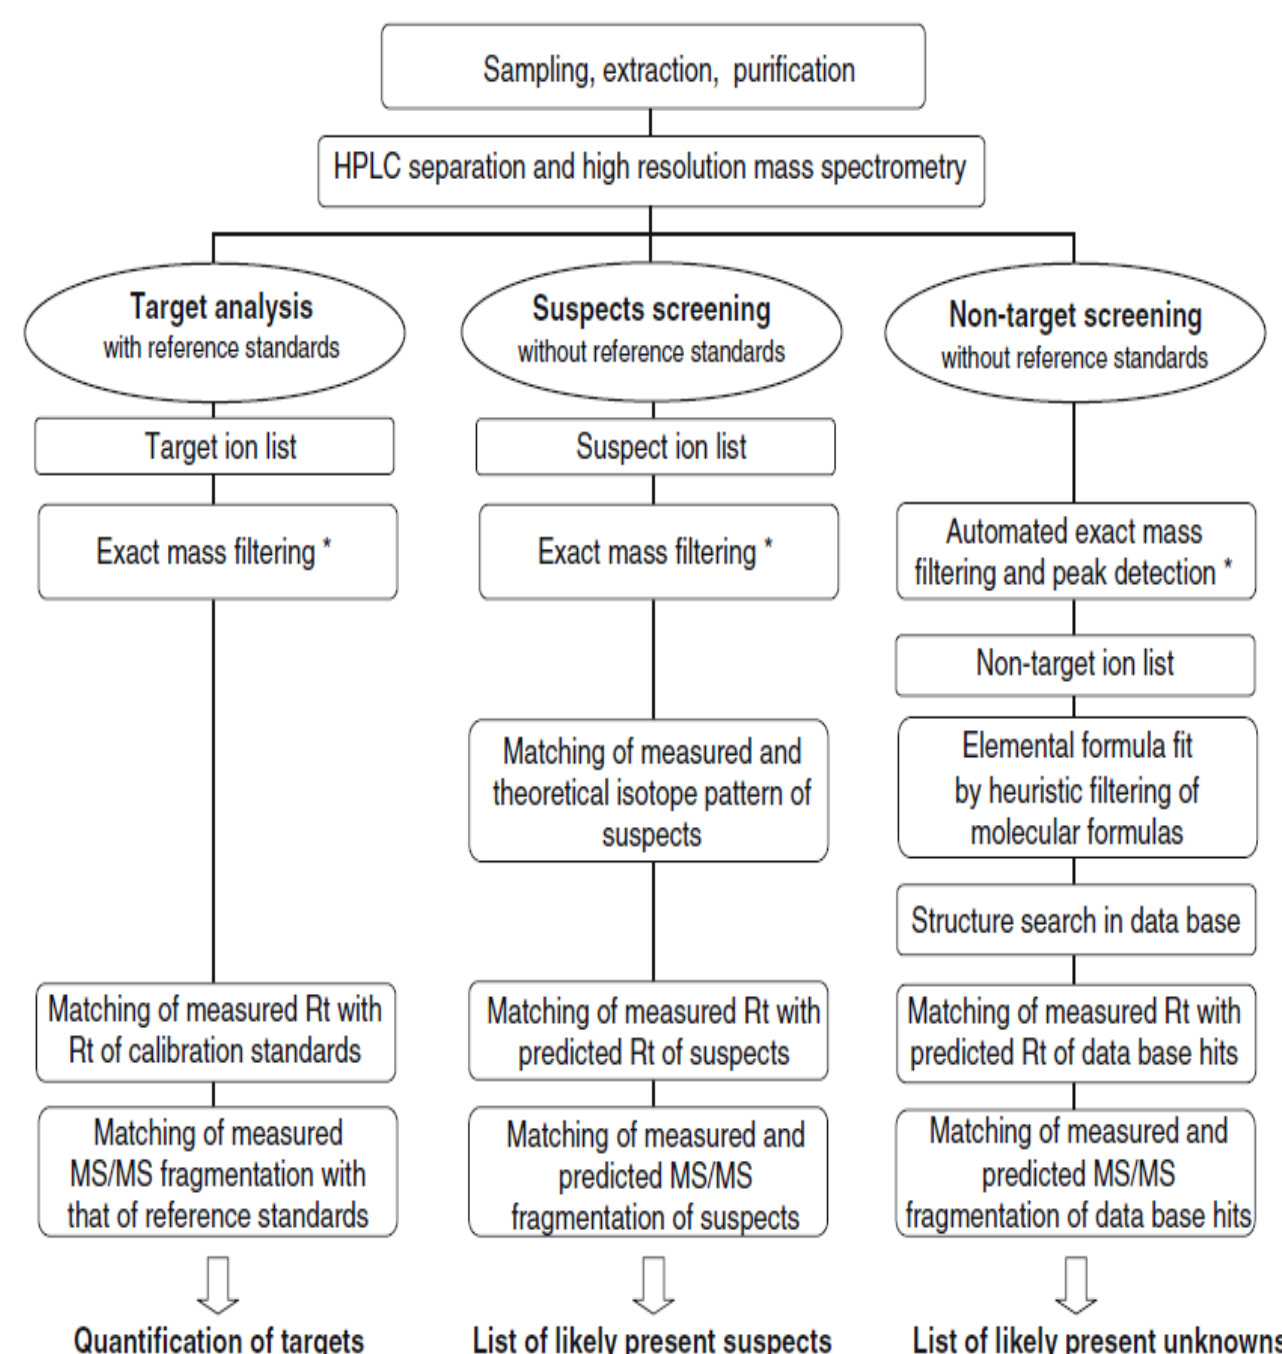 Sampling, extraction, purification
HPLC separation and high resolution mass spectrometry
Target analysis
with reference standards
Target ion list
Exact mass filtering *
Matching of measured Rt with
Rt of calibration standards
Matching of measured
MS/MS fragmentation with
that of reference standards
Quantification of targets
Suspects screening
without reference standards
Suspect ion list
Exact mass filtering *
Matching of measured and
theoretical isotope pattern of
suspects
Matching of measured Rt with
predicted Rt of suspects
Matching of measured and
predicted MS/MS
fragmentation of suspects
List of likely present suspects
Non-target screening
without reference standards
Automated exact mass
filtering and peak detection *
Non-target ion list
Elemental formula fit
by heuristic filtering of
molecular formulas
Structure search in data base
Matching of measured Rt with
predicted Rt of data base hits
Matching of measured and
predicted MS/MS
fragmentation of data base hits
List of likely present unknowns